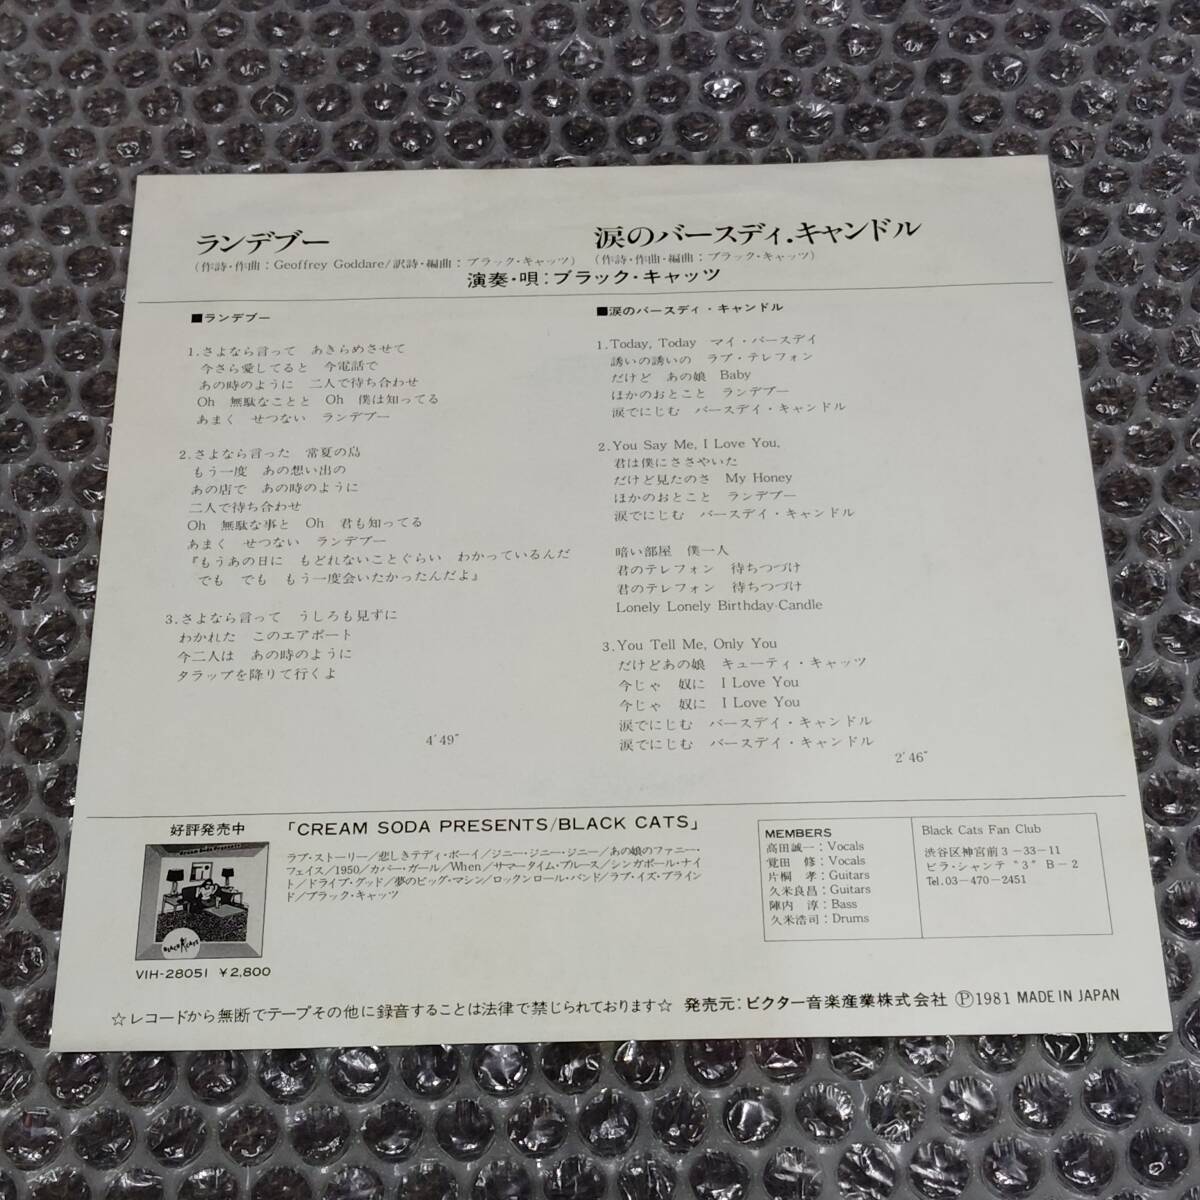 ランデブー
(作詩・作曲：Geoffrey Goddare/訳詩・編曲：ブラック・キャッツ)
涙のバースディ.キャンドル
(作詩・作曲・編曲：ブラック・キャッツ)
演奏・唄：ブラック・キャッツ
■ランデブー
1.さよなら言って あきらめさせて
今さら愛してると 今電話で
あの時のように 二人で待ち合わせ
Oh 無駄なことと Oh 僕は知ってる
あまく せつない ランデブー
2.さよなら言った 常夏の島
もう一度 あの想い出の
あの店で あの時のように
二人で待ち合わせ
Oh 無駄な事と Oh 君も知ってる
あまく せつない ランデブー
『もうあの日に もどれないことぐらい わかっているんだ
でも でも もう一度会いたかったんだよ』
3.さよなら言って うしろも見ずに
わかれた このエアポート
今二人は あの時のように
タラップを降りて行くよ
4′49″
■涙のバースディ・キャンドル
1.Today, Today マイ・バースデイ
誘いの誘いの ラブ・テレフォン
だけど あの娘 Baby
ほかのおとこと ランデブー
涙でにじむ バースデイ・キャンドル
2.You Say Me, I Love You,
君は僕にささやいた
だけど見たのさ My Honey
ほかのおとこと ランデブー
涙でにじむ バースデイ・キャンドル
暗い部屋 僕一人
君のテレフォン 待ちつづけ
君のテレフォン 待ちつづけ
Lonely Lonely Birthday-Candle
3.You Tell Me, Only You
だけどあの娘 キューティ・キャッツ
今じゃ 奴に I Love You
今じゃ 奴に I Love You
涙でにじむ バースデイ・キャンドル
涙でにじむ バースデイ・キャンドル
2′46″
好評発売中
Cream Soda Presents
BLACK CATS
VIH-28051 ¥2,800
「CREAM SODA PRESENTS/BLACK CATS」
ラブ・ストーリー/悲しきテディ・ボーイ/ジニー・ジニー・ジニー/あの娘のファニー・
フェイス/1950/カバー・ガール/When/サマータイム・ブルース/シンガポール・ナイ
ト/ドライブ・グッド/夢のビッグ・マシン/ロックンロール・バンド/ラブ・イズ・ブライン
ド/ブラック・キャッツ
MEMBERS
高田誠一：Vocals
覚田 修：Vocals
片桐 孝：Guitars
久米良昌：Guitars
陣内 淳：Bass
久米浩司：Drums
Black Cats Fan Club
渋谷区神宮前3-33-11
ビラ・シャンテ“3”B-2
Tel.03-470-2451
☆レコードから無断でテープその他に録音することは法律で禁じられております☆ 発売元：ビクター音楽産業株式会社 Ⓟ1981 MADE IN JAPAN